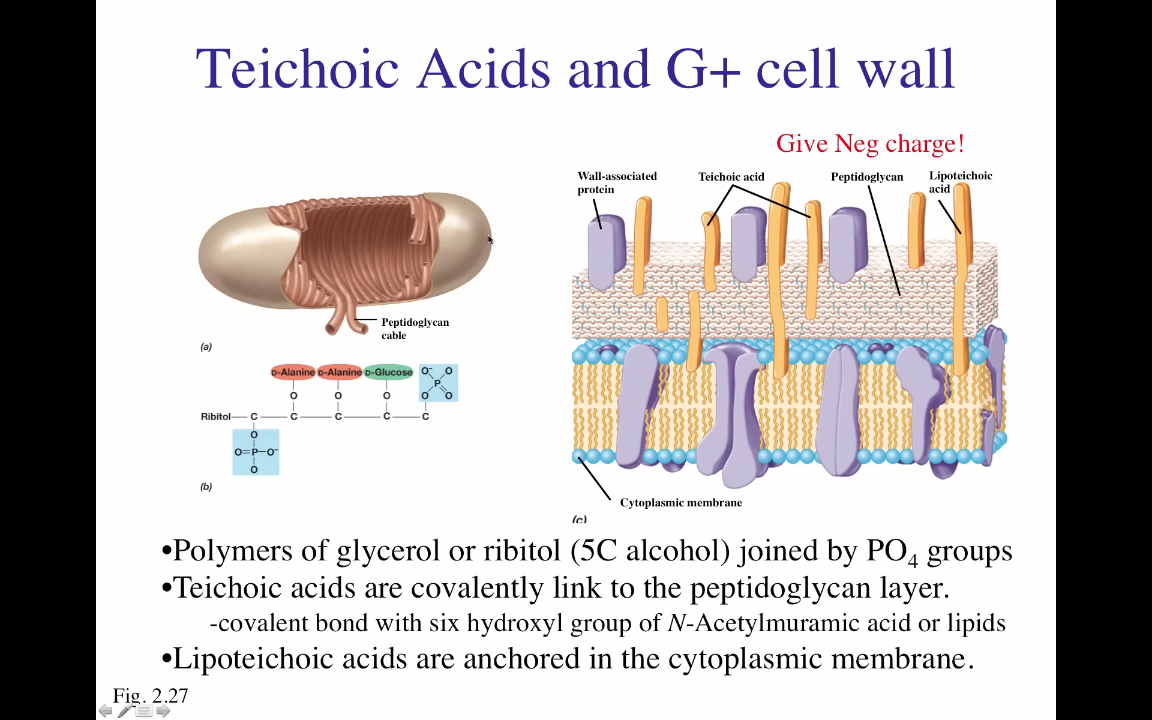 Teichoic Acids and G+ cell wall
Give Neg charge!
Wall-associated
protein
Teichoic acid
Peptidoglycan
Lipoteichoic
acid
Peptidoglycan
cable
(a)
D-Alanine D-Alanine D-Glucose O⁻ O
P
O O
O O O
Ribitol C C C C C
O
O=P—O⁻
O
(b)
Cytoplasmic membrane
(c)
•Polymers of glycerol or ribitol (5C alcohol) joined by PO₄ groups
•Teichoic acids are covalently link to the peptidoglycan layer.
-covalent bond with six hydroxyl group of N-Acetylmuramic acid or lipids
•Lipoteichoic acids are anchored in the cytoplasmic membrane.
Fig. 2.27